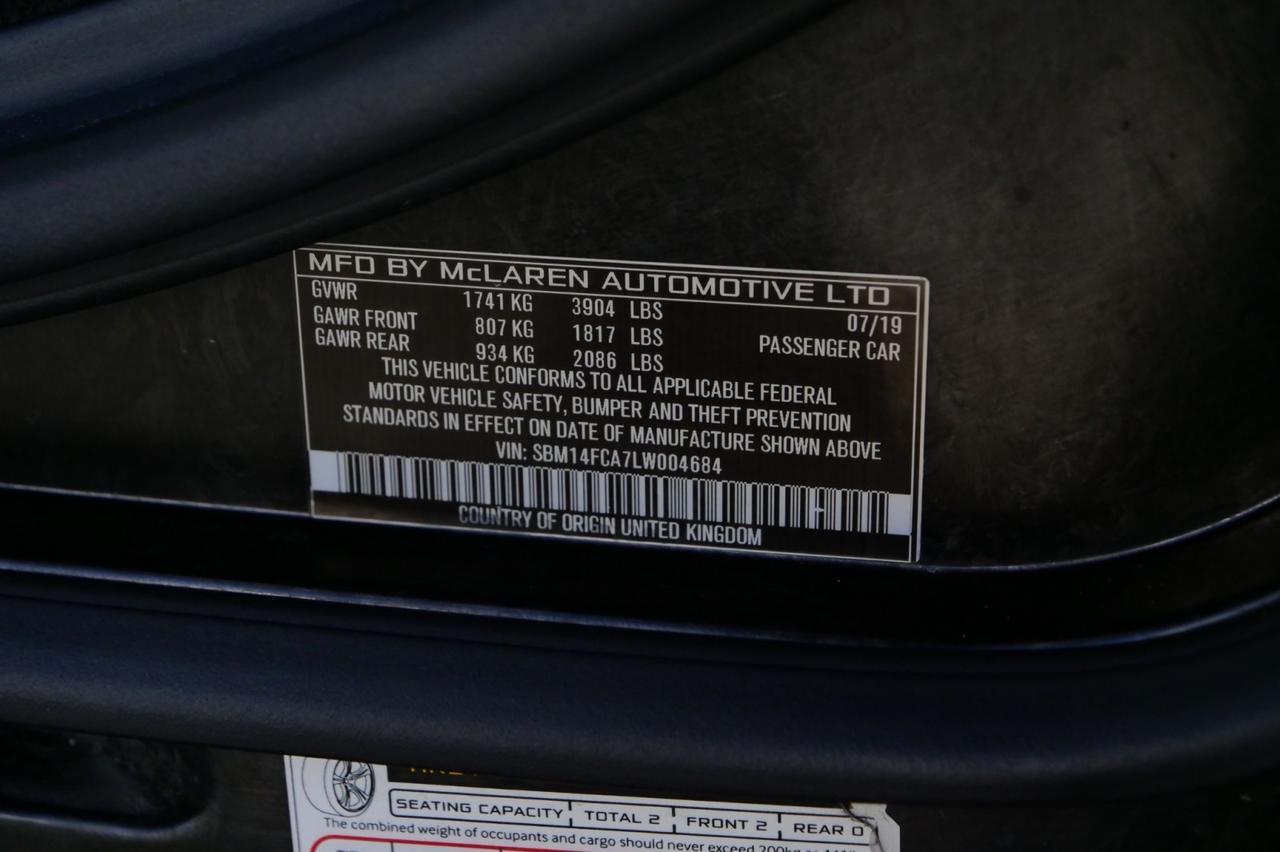 MFD BY McLAREN AUTOMOTIVE LTD
GVWR 1741 KG 3904 LBS 07/19
GAWR FRONT 807 KG 1817 LBS PASSENGER CAR
GAWR REAR 934 KG 2086 LBS
THIS VEHICLE CONFORMS TO ALL APPLICABLE FEDERAL
MOTOR VEHICLE SAFETY, BUMPER AND THEFT PREVENTION
STANDARDS IN EFFECT ON DATE OF MANUFACTURE SHOWN ABOVE
VIN: SBM14FCA7LW004684
COUNTRY OF ORIGIN UNITED KINGDOM
SEATING CAPACITY TOTAL 2 FRONT 2 REAR 0
The combined weight of occupants and cargo should never exceed 200kg or